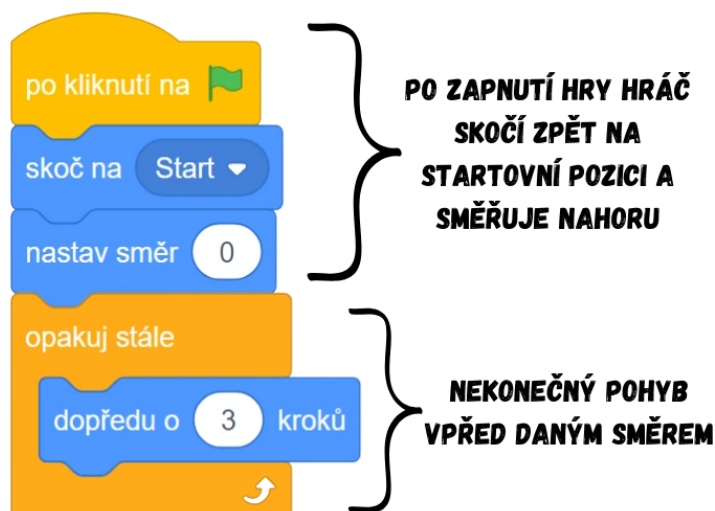 po kliknutí na
skoč na Start
nastav směr 0
PO ZAPNUTÍ HRY HRÁČ
SKOČÍ ZPĚT NA
STARTOVNÍ POZICI A
SMĚŘUJE NAHORU
opakuj stále
dopředu o 3 kroků
NEKONEČNÝ POHYB
VPŘED DANÝM SMĚREM